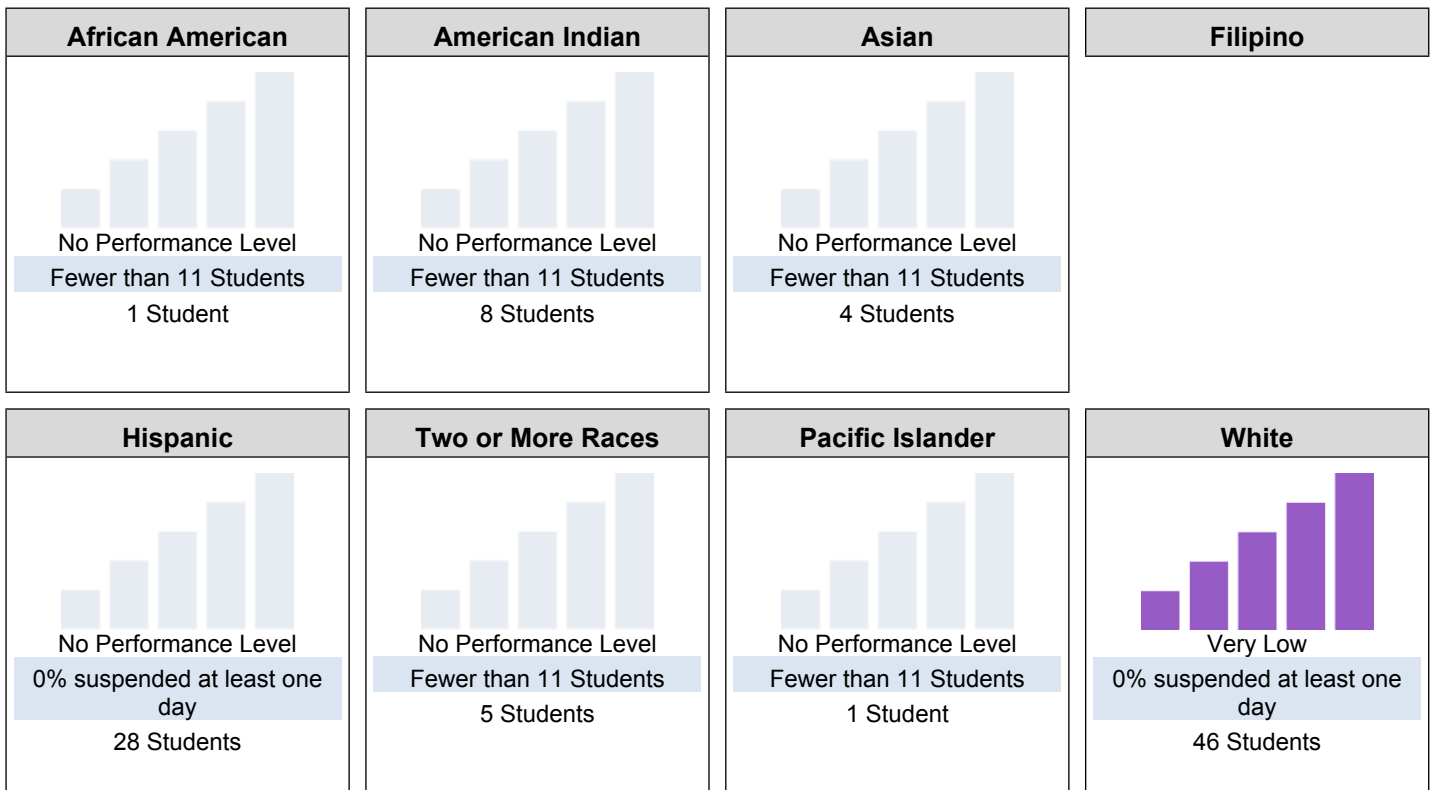 African American
No Performance Level
Fewer than 11 Students
1 Student
American Indian
No Performance Level
Fewer than 11 Students
8 Students
Asian
No Performance Level
Fewer than 11 Students
4 Students
Filipino
Hispanic
No Performance Level
0% suspended at least one
day
28 Students
Two or More Races
No Performance Level
Fewer than 11 Students
5 Students
Pacific Islander
No Performance Level
Fewer than 11 Students
1 Student
White
Very Low
0% suspended at least one
day
46 Students